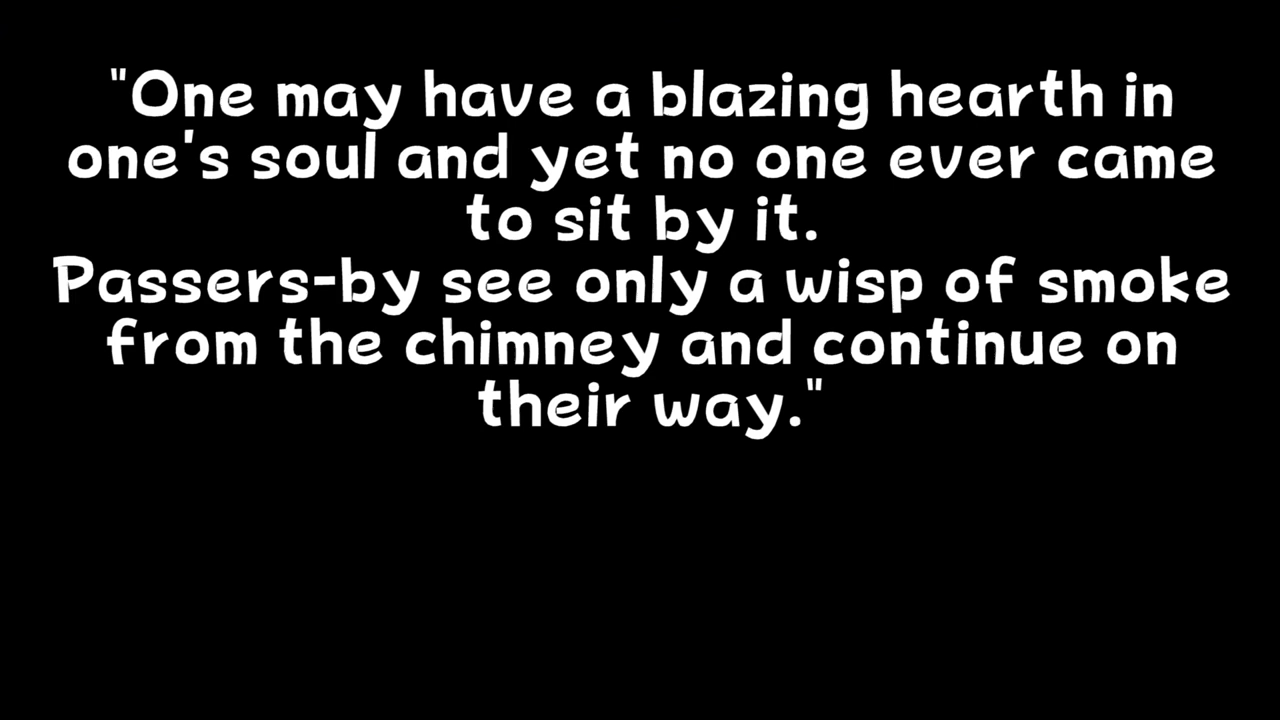 "One may have a blazing hearth in
one's soul and yet no one ever came
to sit by it.
Passers-by see only a wisp of smoke
from the chimney and continue on
their way."